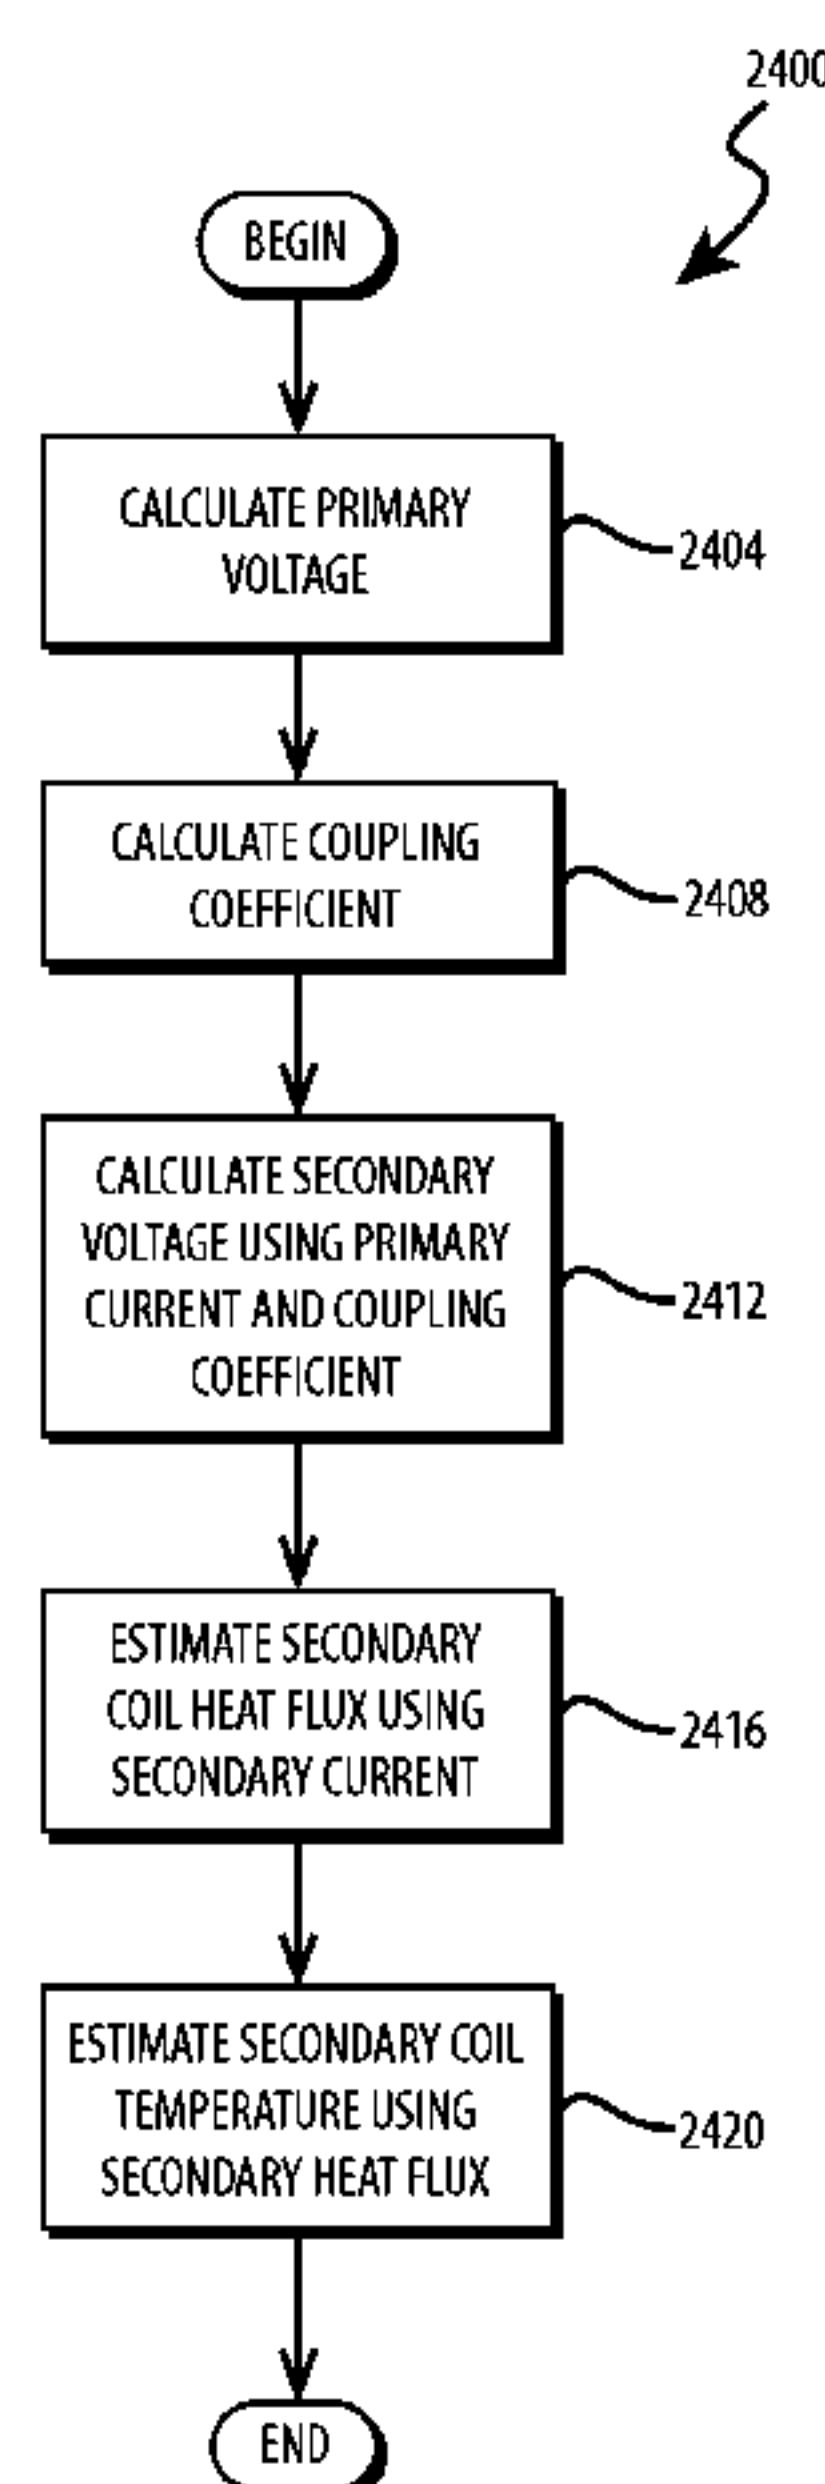 2400
BEGIN
CALCULATE PRIMARY
VOLTAGE
2404
CALCULATE COUPLING
COEFFICIENT
2408
CALCULATE SECONDARY
VOLTAGE USING PRIMARY
CURRENT AND COUPLING
COEFFICIENT
2412
ESTIMATE SECONDARY
COIL HEAT FLUX USING
SECONDARY CURRENT
2416
ESTIMATE SECONDARY COIL
TEMPERATURE USING
SECONDARY HEAT FLUX
2420
END